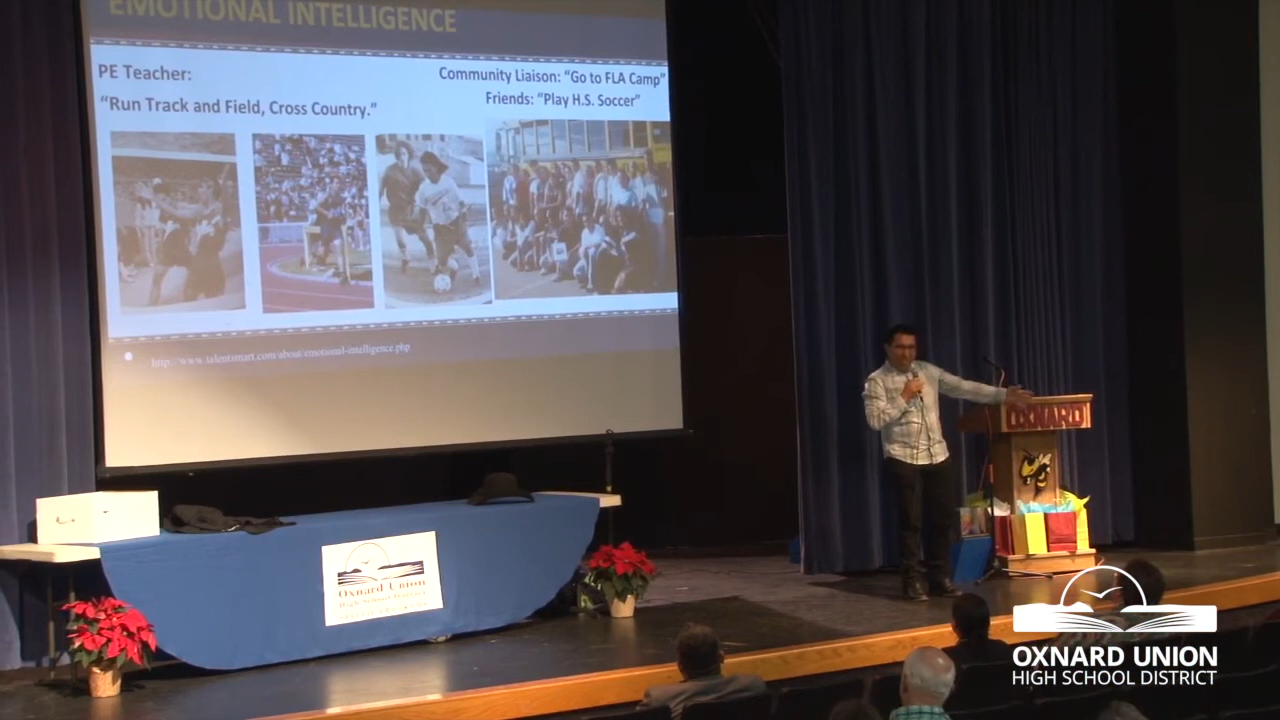 EMOTIONAL INTELLIGENCE
PE Teacher:
"Run Track and Field, Cross Country."
Community Liaison: "Go to FLA Camp"
Friends: "Play H.S. Soccer"
http://www.talentsmart.com/about/emotional-intelligence.php
OXNARD
Oxnard Union
High School District
OXNARD UNION
HIGH SCHOOL DISTRICT